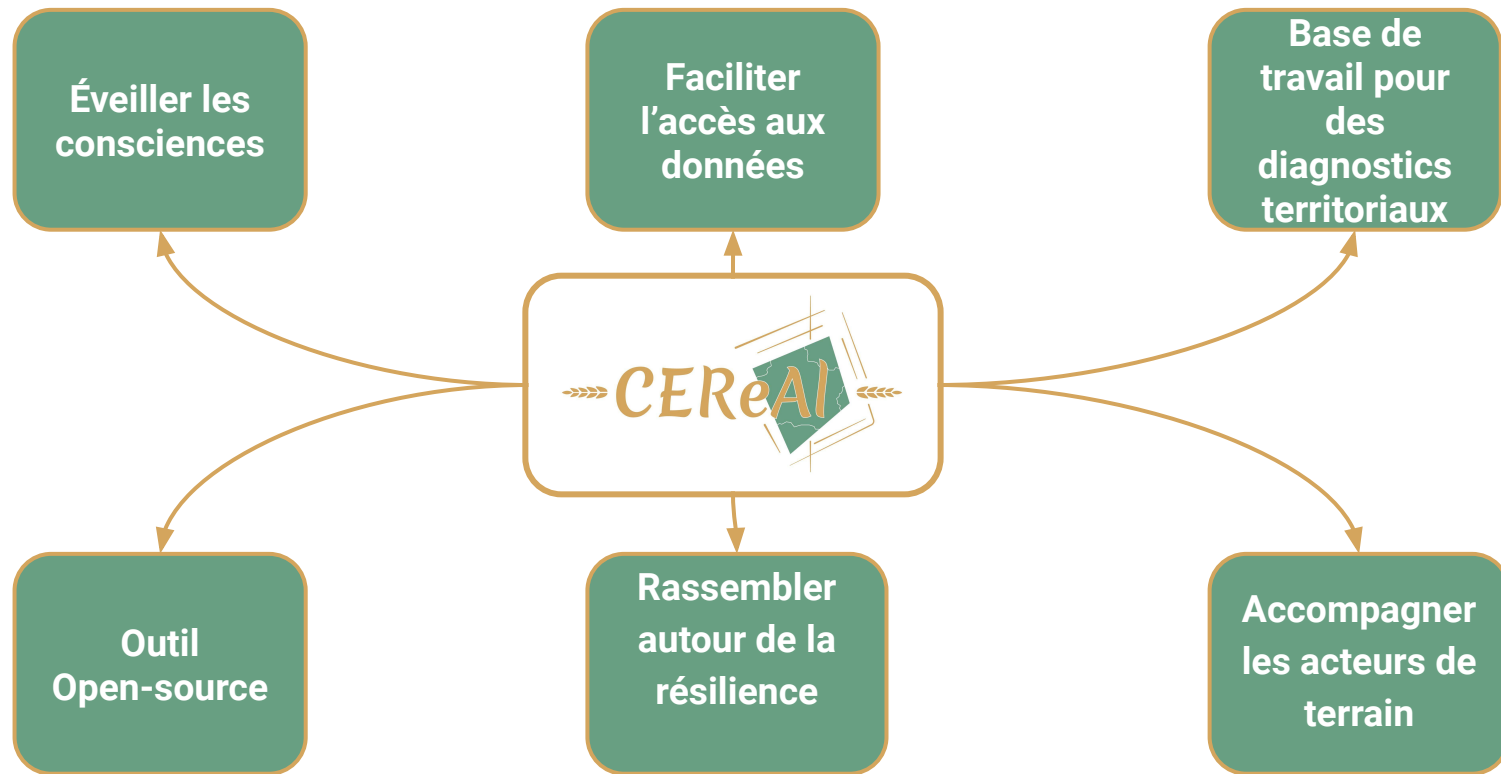 Éveiller les
consciences
Faciliter
l’accès aux
données
Base de
travail pour
des
diagnostics
territoriaux
CEReAl
Outil
Open-source
Rassembler
autour de la
résilience
Accompagner
les acteurs de
terrain